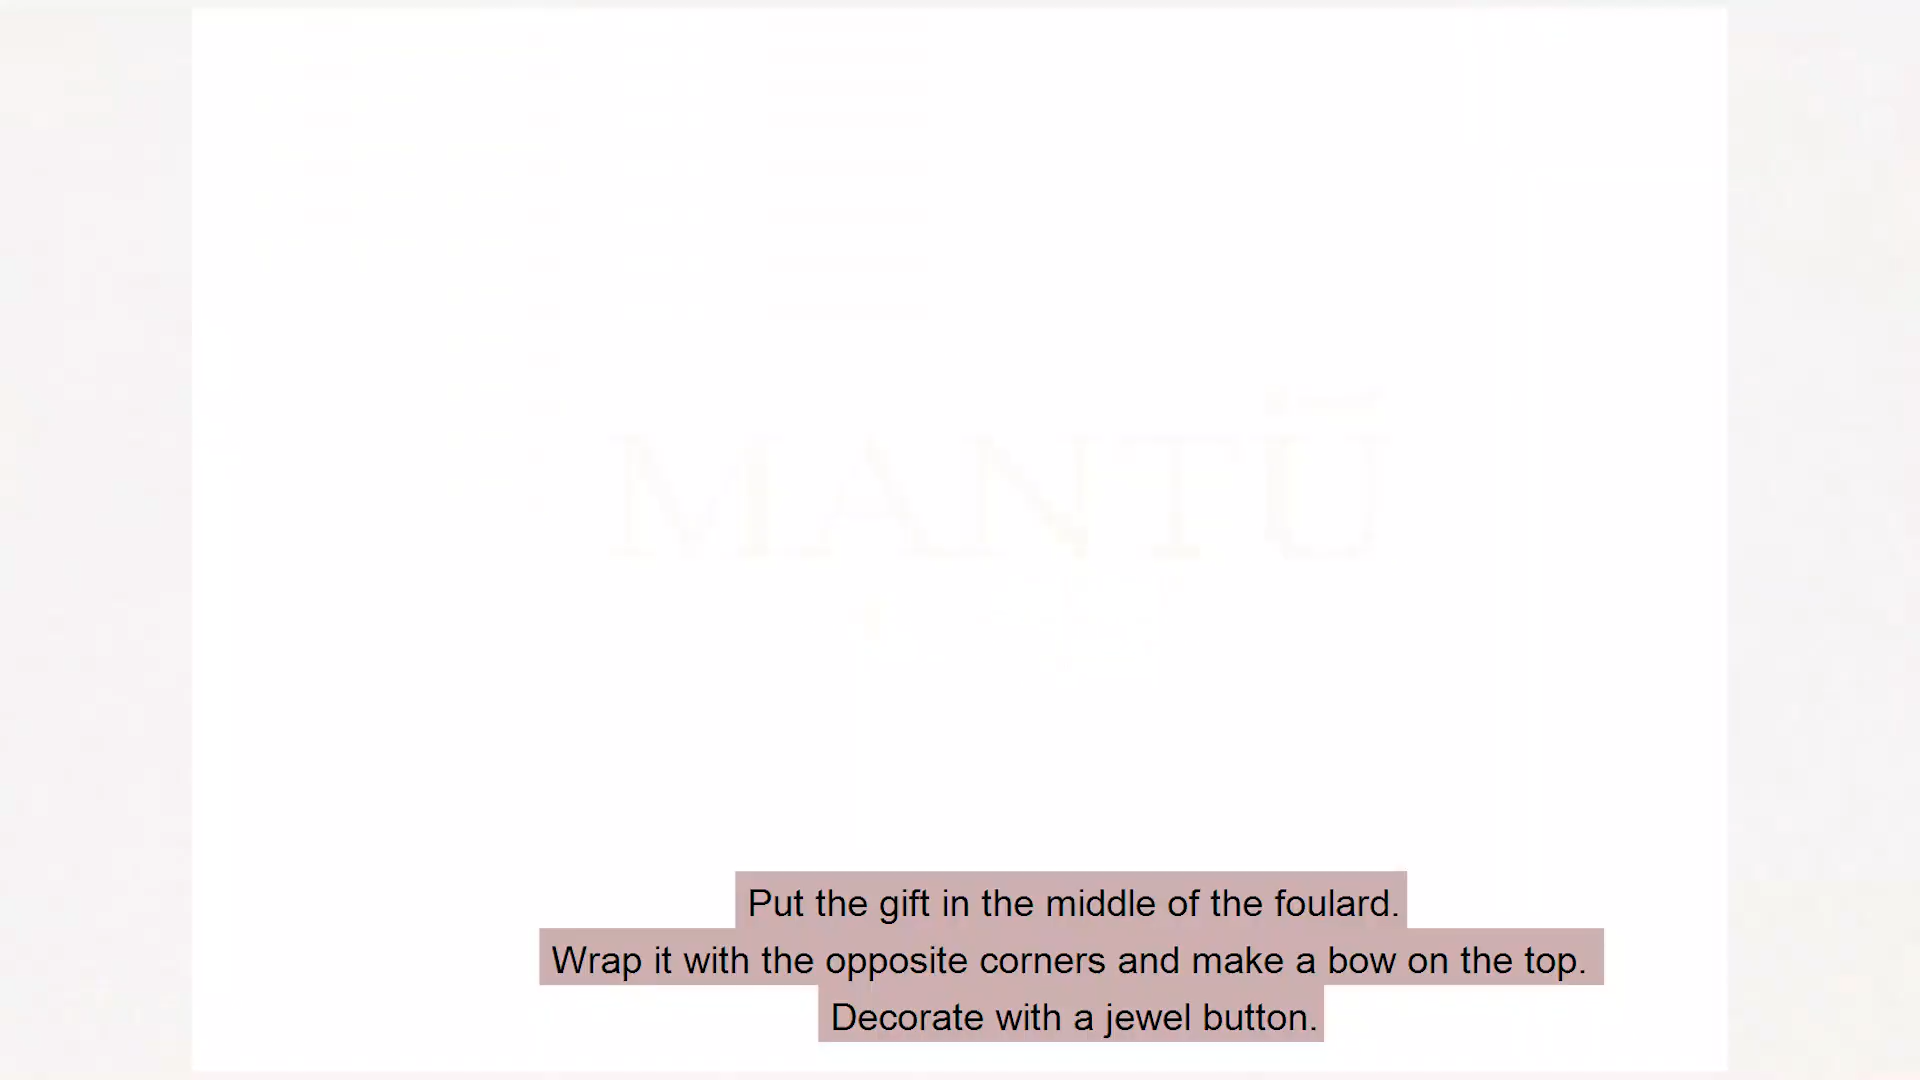 MANTŪ
Put the gift in the middle of the foulard.
Wrap it with the opposite corners and make a bow on the top.
Decorate with a jewel button.